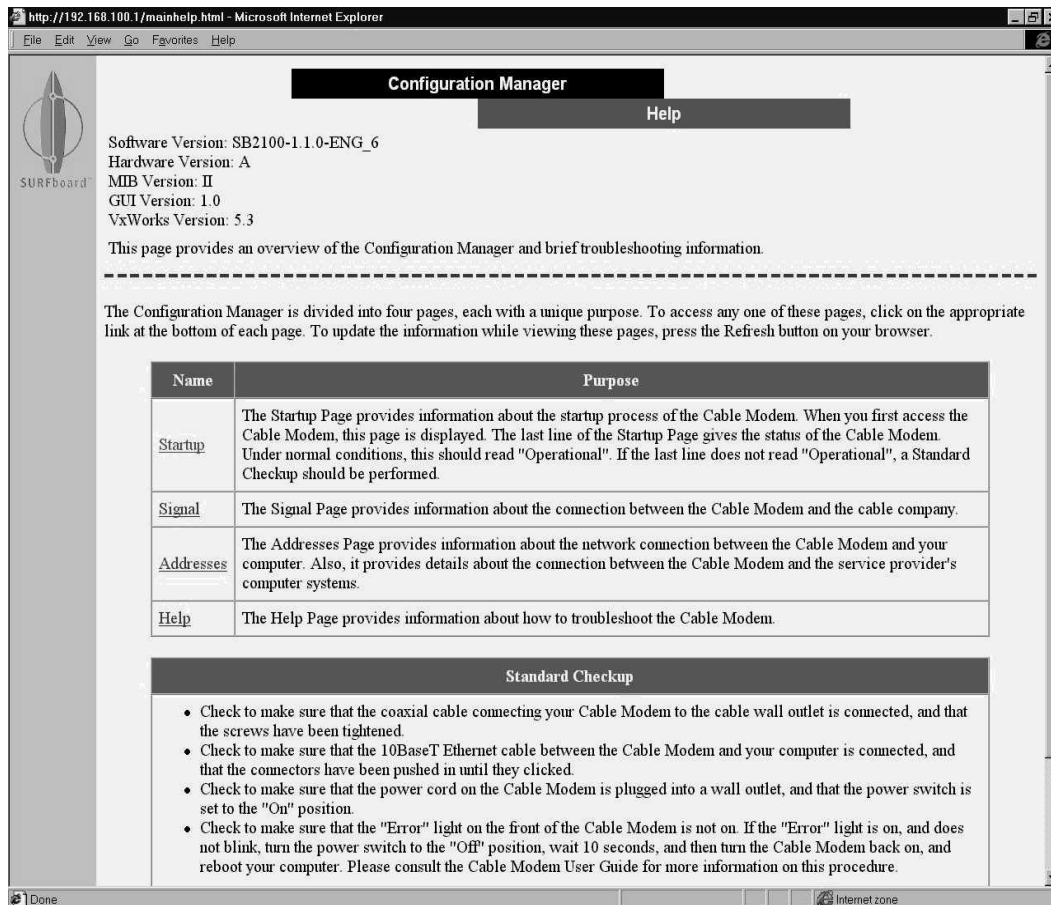 http://192.168.100.1/mainhelp.html - Microsoft Internet Explorer
File Edit View Go Favorites Help
Configuration Manager
Help
SURFboard
Software Version: SB2100-1.1.0-ENG_6
Hardware Version: A
MIB Version: II
GUI Version: 1.0
VxWorks Version: 5.3
This page provides an overview of the Configuration Manager and brief troubleshooting information.
The Configuration Manager is divided into four pages, each with a unique purpose. To access any one of these pages, click on the appropriate
link at the bottom of each page. To update the information while viewing these pages, press the Refresh button on your browser.
Name Purpose
Startup
The Startup Page provides information about the startup process of the Cable Modem. When you first access the
Cable Modem, this page is displayed. The last line of the Startup Page gives the status of the Cable Modem.
Under normal conditions, this should read "Operational". If the last line does not read "Operational", a Standard
Checkup should be performed.
Signal The Signal Page provides information about the connection between the Cable Modem and the cable company.
Addresses
The Addresses Page provides information about the network connection between the Cable Modem and your
computer. Also, it provides details about the connection between the Cable Modem and the service provider's
computer systems.
Help The Help Page provides information about how to troubleshoot the Cable Modem.
Standard Checkup
• Check to make sure that the coaxial cable connecting your Cable Modem to the cable wall outlet is connected, and that
the screws have been tightened.
• Check to make sure that the 10BaseT Ethernet cable between the Cable Modem and your computer is connected, and
that the connectors have been pushed in until they clicked.
• Check to make sure that the power cord on the Cable Modem is plugged into a wall outlet, and that the power switch is
set to the "On" position.
• Check to make sure that the "Error" light on the front of the Cable Modem is not on. If the "Error" light is on, and does
not blink, turn the power switch to the "Off" position, wait 10 seconds, and then turn the Cable Modem back on, and
reboot your computer. Please consult the Cable Modem User Guide for more information on this procedure.
Done Internet zone